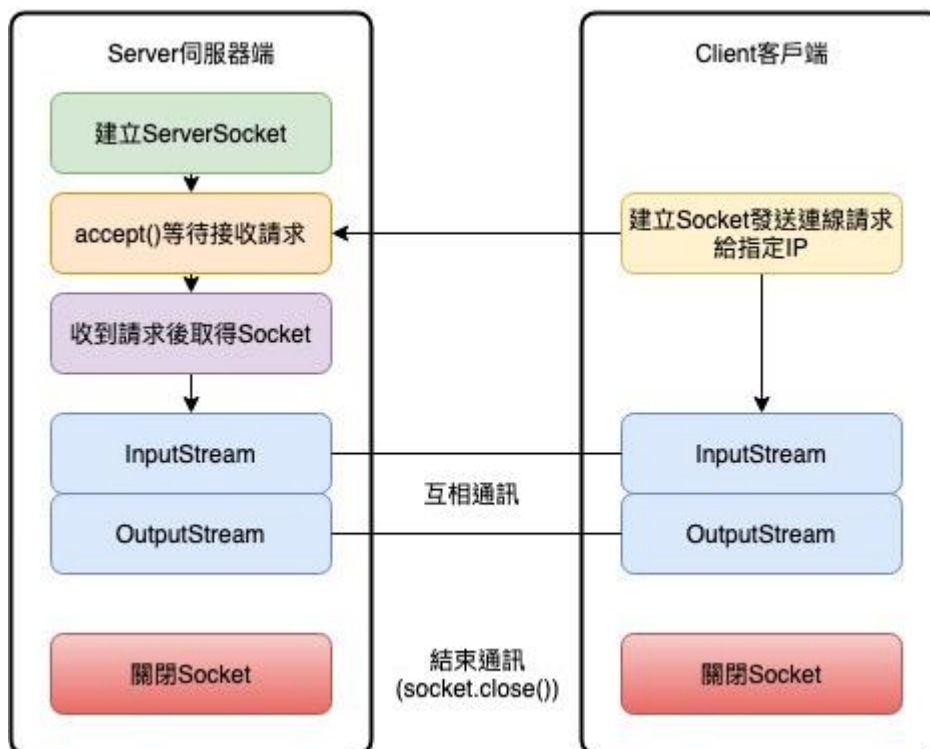 Server伺服器端
建立ServerSocket
accept()等待接收請求
收到請求後取得Socket
InputStream
OutputStream
關閉Socket
互相通訊
結束通訊
(socket.close())
Client客戶端
建立Socket發送連線請求
給指定IP
InputStream
OutputStream
關閉Socket